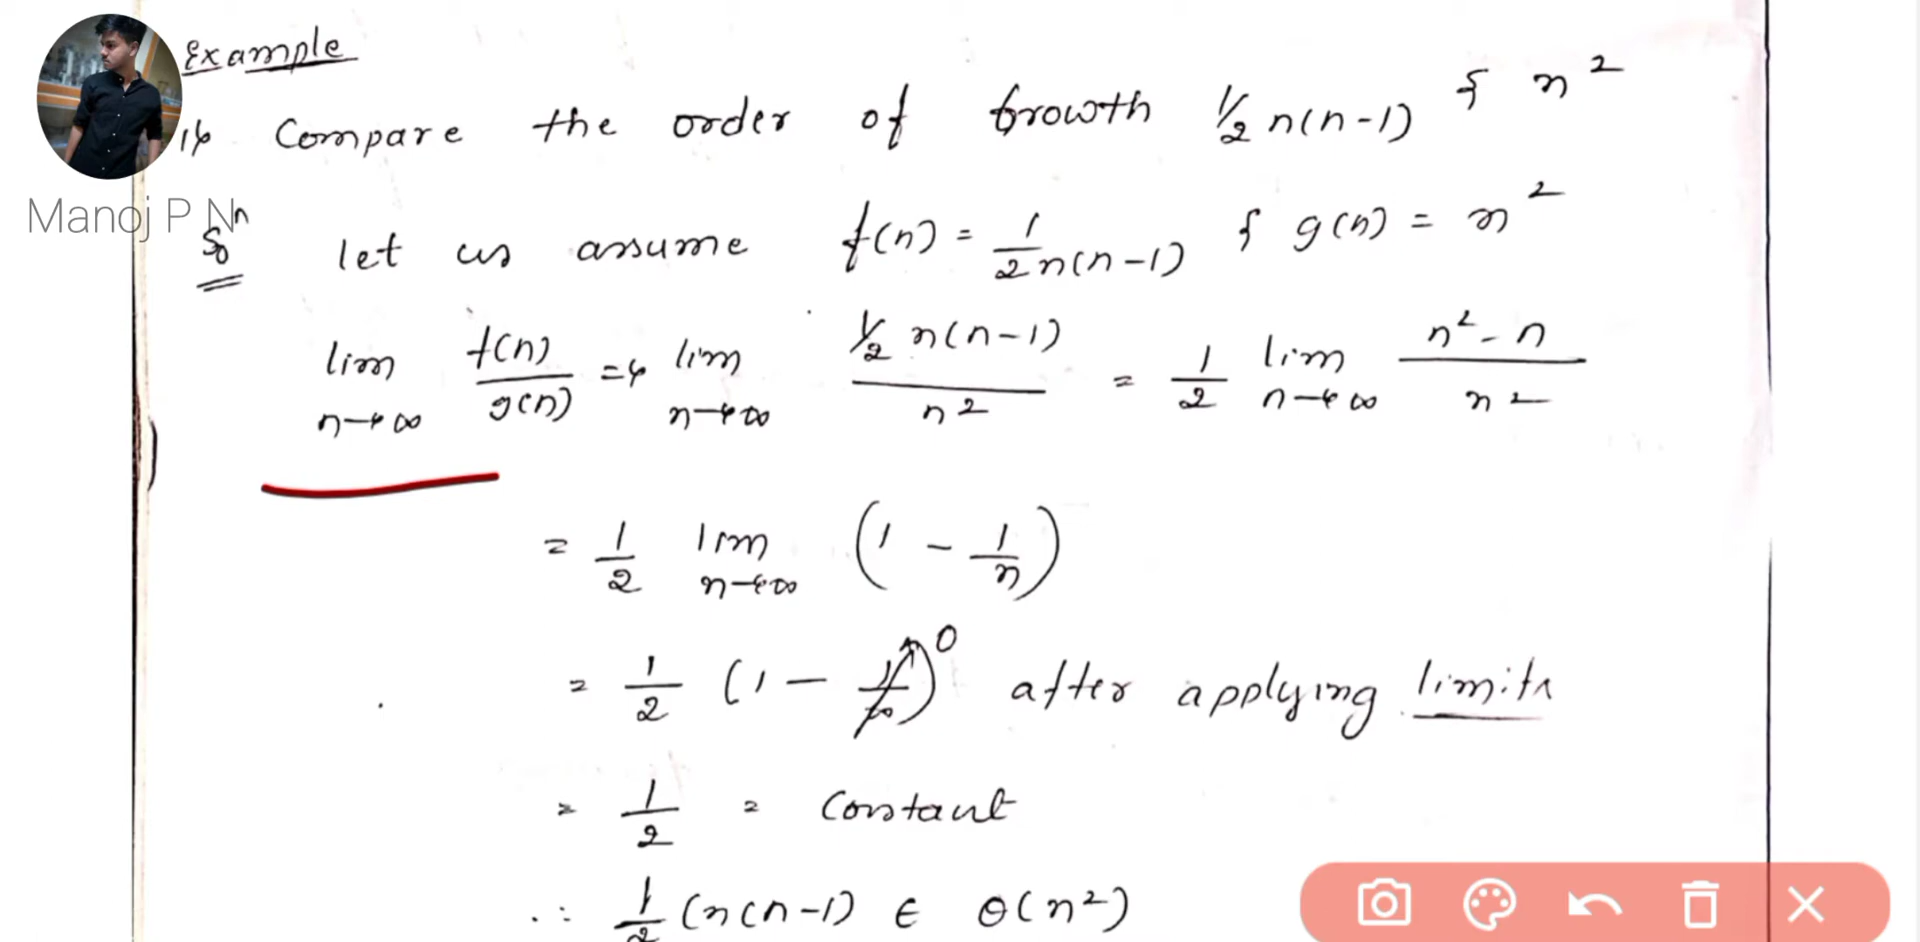 Example
1) Compare the order of Growth 1/2 n(n-1) & n²
Manoj P N
Solⁿ let us assume f(n) = 1/2 n(n-1) & g(n) = n²
lim n→∞ f(n)/g(n) => lim n→∞ 1/2 n(n-1)/n² = 1/2 lim n→∞ n²-n/n²
= 1/2 lim n→∞ (1 - 1/n)
= 1/2 (1 - 1/∞)⁰ after applying limits
= 1/2 = Constant
∴ 1/2 (n(n-1) ∈ Θ(n²)